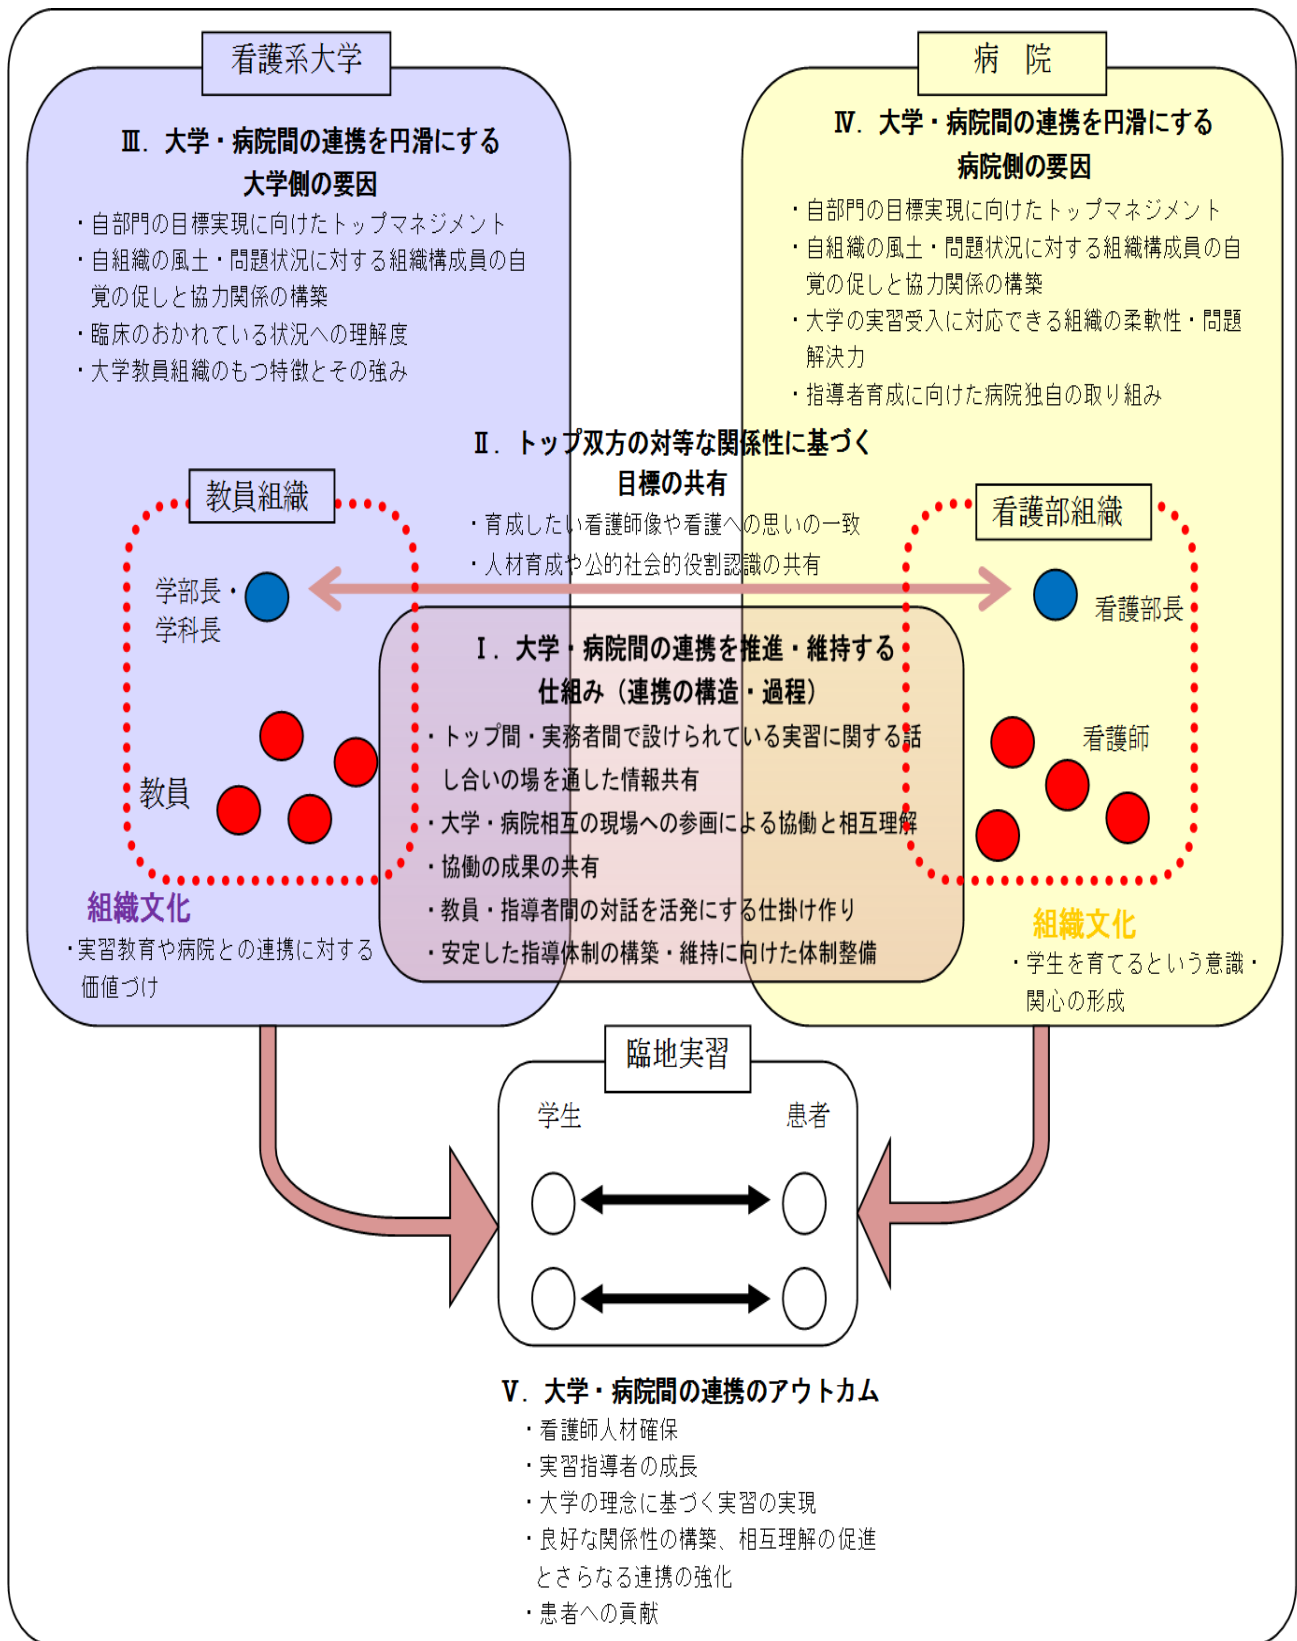 看護系大学
Ⅲ．大学・病院間の連携を円滑にする
大学側の要因
・自部門の目標実現に向けたトップマネジメント
・自組織の風土・問題状況に対する組織構成員の自
覚の促しと協力関係の構築
・臨床のおかれている状況への理解度
・大学教員組織のもつ特徴とその強み
病　院
Ⅳ．大学・病院間の連携を円滑にする
病院側の要因
・自部門の目標実現に向けたトップマネジメント
・自組織の風土・問題状況に対する組織構成員の自
覚の促しと協力関係の構築
・大学の実習受入に対応できる組織の柔軟性・問題
解決力
・指導者育成に向けた病院独自の取り組み
Ⅱ．トップ双方の対等な関係性に基づく
目標の共有
・育成したい看護師像や看護への思いの一致
・人材育成や公的社会的役割認識の共有
教員組織
学部長・
学科長
教員
看護部組織
看護部長
看護師
Ⅰ．大学・病院間の連携を推進・維持する
仕組み（連携の構造・過程）
・トップ間・実務者間で設けられている実習に関する話
し合いの場を通した情報共有
・大学・病院相互の現場への参画による協働と相互理解
・協働の成果の共有
・教員・指導者間の対話を活発にする仕掛け作り
・安定した指導体制の構築・維持に向けた体制整備
組織文化
・実習教育や病院との連携に対する
価値づけ
組織文化
・学生を育てるという意識・
関心の形成
臨地実習
学生
患者
Ⅴ．大学・病院間の連携のアウトカム
・看護師人材確保
・実習指導者の成長
・大学の理念に基づく実習の実現
・良好な関係性の構築、相互理解の促進
とさらなる連携の強化
・患者への貢献